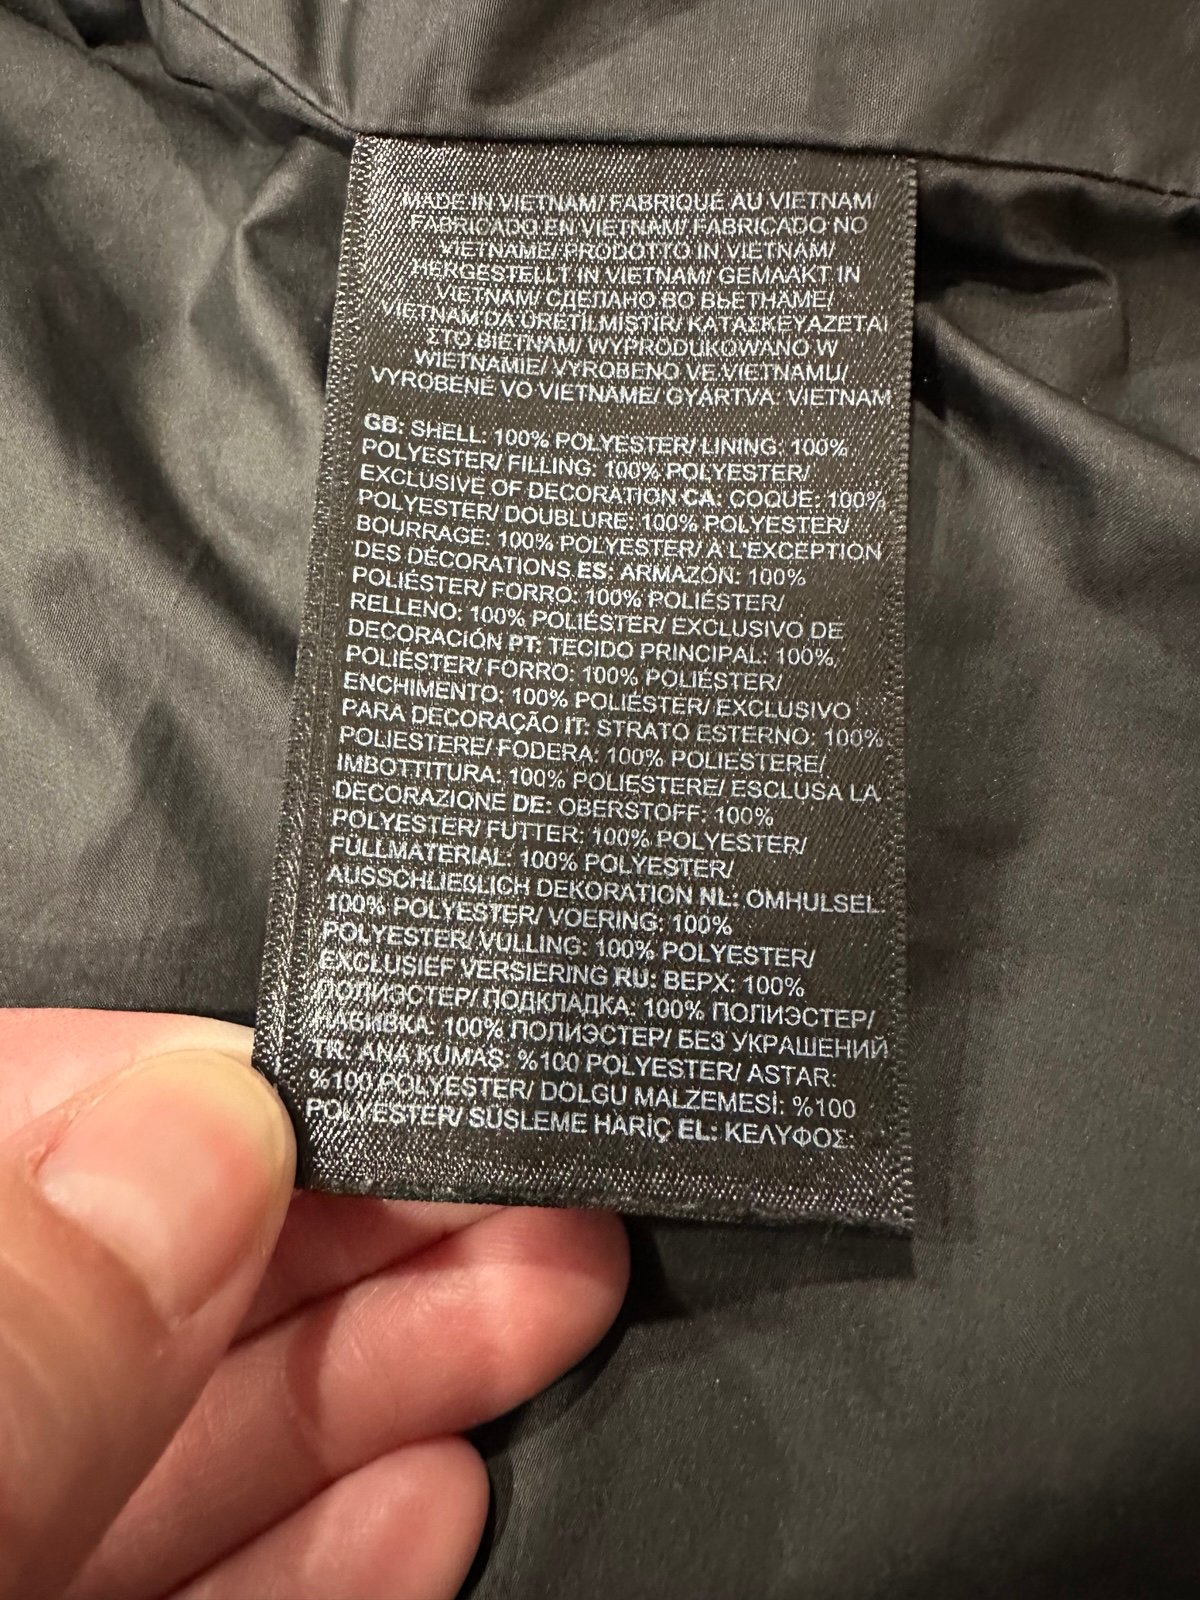 MADE IN VIETNAM/ FABRIQUÉ AU VIETNAM/
FABRICADO EN VIETNAM/ FABRICADO NO
VIETNAME/ PRODOTTO IN VIETNAM/
HERGESTELLT IN VIETNAM/ GEMAAKT IN
VIETNAM/ СДЕЛАНО ВО ВЬЕТНАМЕ/
VIETNAM'DA ÜRETİLMİŞTİR/ ΚΑΤΑΣΚΕΥΑΖΕΤΑΙ
ΣΤΟ ΒΙΕΤΝΑΜ/ WYPRODUKOWANO W
WIETNAMIE/ VYROBENO VE VIETNAMU/
VYROBENÉ VO VIETNAME/ GYÁRTVA: VIETNAM
GB: SHELL: 100% POLYESTER/ LINING: 100%
POLYESTER/ FILLING: 100% POLYESTER/
EXCLUSIVE OF DECORATION CA: COQUE: 100%
POLYESTER/ DOUBLURE: 100% POLYESTER/
BOURRAGE: 100% POLYESTER/ À L'EXCEPTION
DES DÉCORATIONS ES: ARMAZÓN: 100%
POLIÉSTER/ FORRO: 100% POLIÉSTER/
RELLENO: 100% POLIÉSTER/ EXCLUSIVO DE
DECORACIÓN PT: TECIDO PRINCIPAL: 100%
POLIÉSTER/ FORRO: 100% POLIÉSTER/
ENCHIMENTO: 100% POLIÉSTER/ EXCLUSIVO
PARA DECORAÇÃO IT: STRATO ESTERNO: 100%
POLIESTERE/ FODERA: 100% POLIESTERE/
IMBOTTITURA: 100% POLIESTERE/ ESCLUSA LA
DECORAZIONE DE: OBERSTOFF: 100%
POLYESTER/ FUTTER: 100% POLYESTER/
FÜLLMATERIAL: 100% POLYESTER/
AUSSCHLIEßLICH DEKORATION NL: OMHULSEL:
100% POLYESTER/ VOERING: 100%
POLYESTER/ VULLING: 100% POLYESTER/
EXCLUSIEF VERSIERING RU: ВЕРХ: 100%
ПОЛИЭСТЕР/ ПОДКЛАДКА: 100% ПОЛИЭСТЕР/
НАБИВКА: 100% ПОЛИЭСТЕР/ БЕЗ УКРАШЕНИЙ
TR: ANA KUMAŞ: %100 POLYESTER/ ASTAR:
%100 POLYESTER/ DOLGU MALZEMESİ: %100
POLYESTER/ SÜSLEME HARİÇ EL: ΚΕΛΥΦΟΣ: